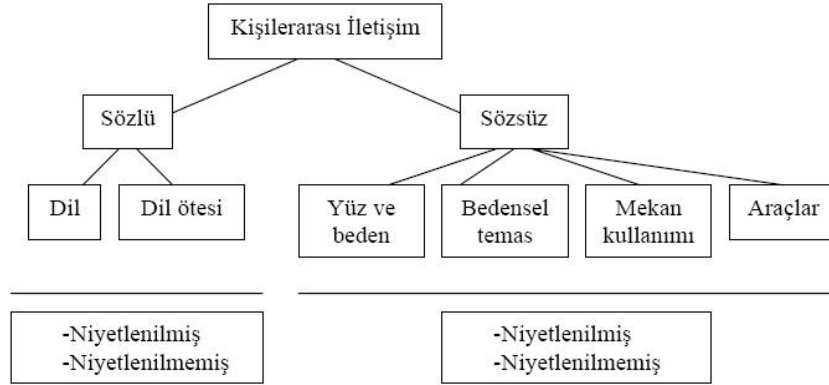 Kişilerarası İletişim
Sözlü
Sözsüz
Dil
Dil ötesi
Yüz ve
beden
Bedensel
temas
Mekan
kullanımı
Araçlar
-Niyetlenilmiş
-Niyetlenilmemiş
-Niyetlenilmiş
-Niyetlenilmemiş